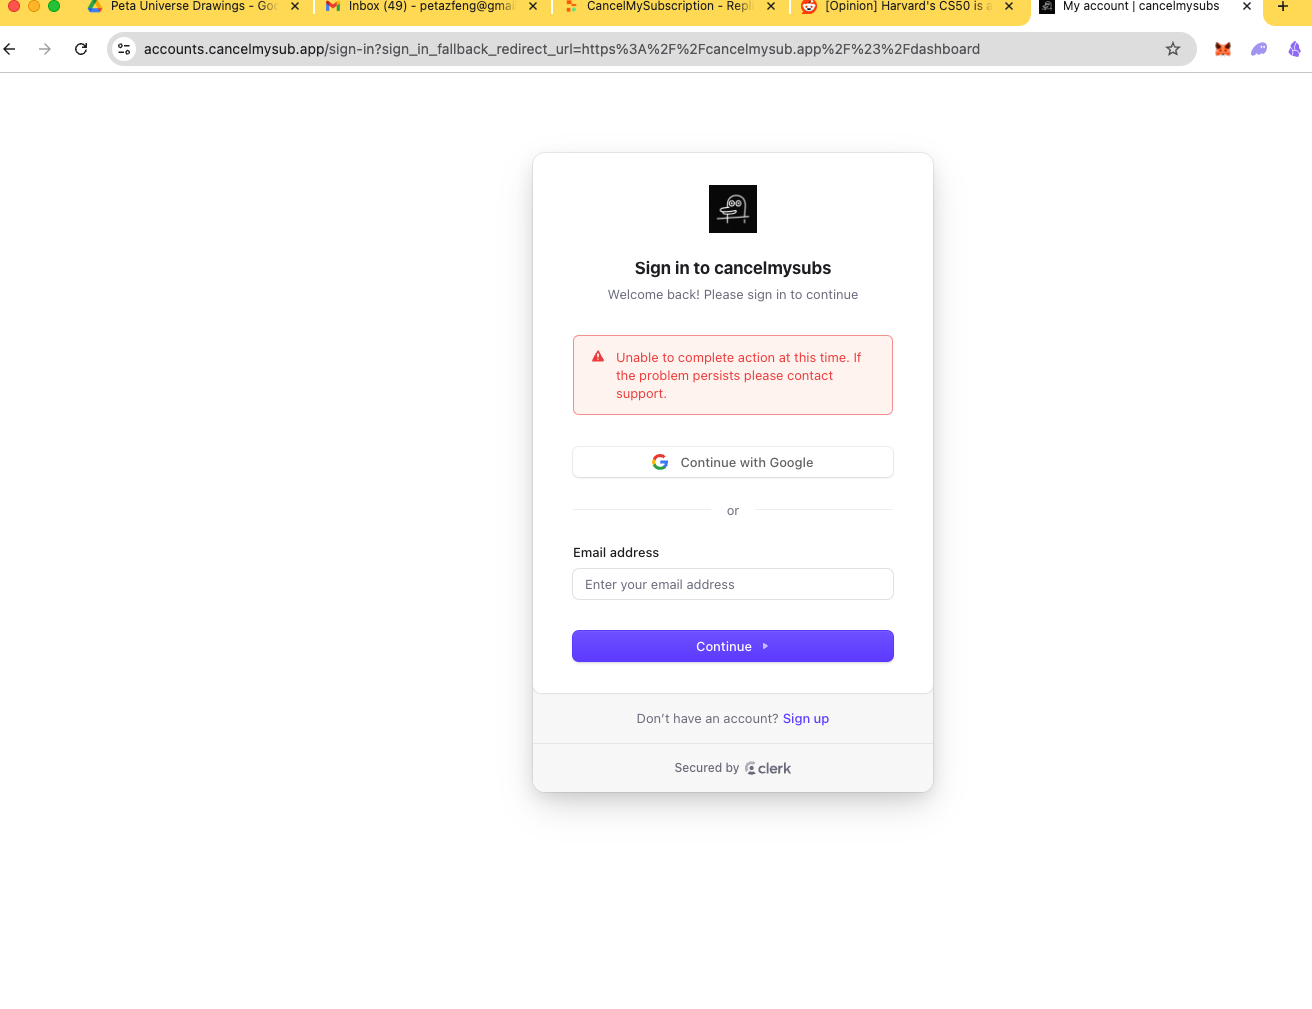 Peta Universe Drawings - Goo
Inbox (49) - petazfeng@gmai
CancelMySubscription - Repl
[Opinion] Harvard's CS50 is a
My account | cancelmysubs
accounts.cancelmysub.app/sign-in?sign_in_fallback_redirect_url=https%3A%2F%2Fcancelmysub.app%2F%23%2Fdashboard
Sign in to cancelmysubs
Welcome back! Please sign in to continue
Unable to complete action at this time. If
the problem persists please contact
support.
Continue with Google
or
Email address
Enter your email address
Continue
Don't have an account? Sign up
Secured by clerk